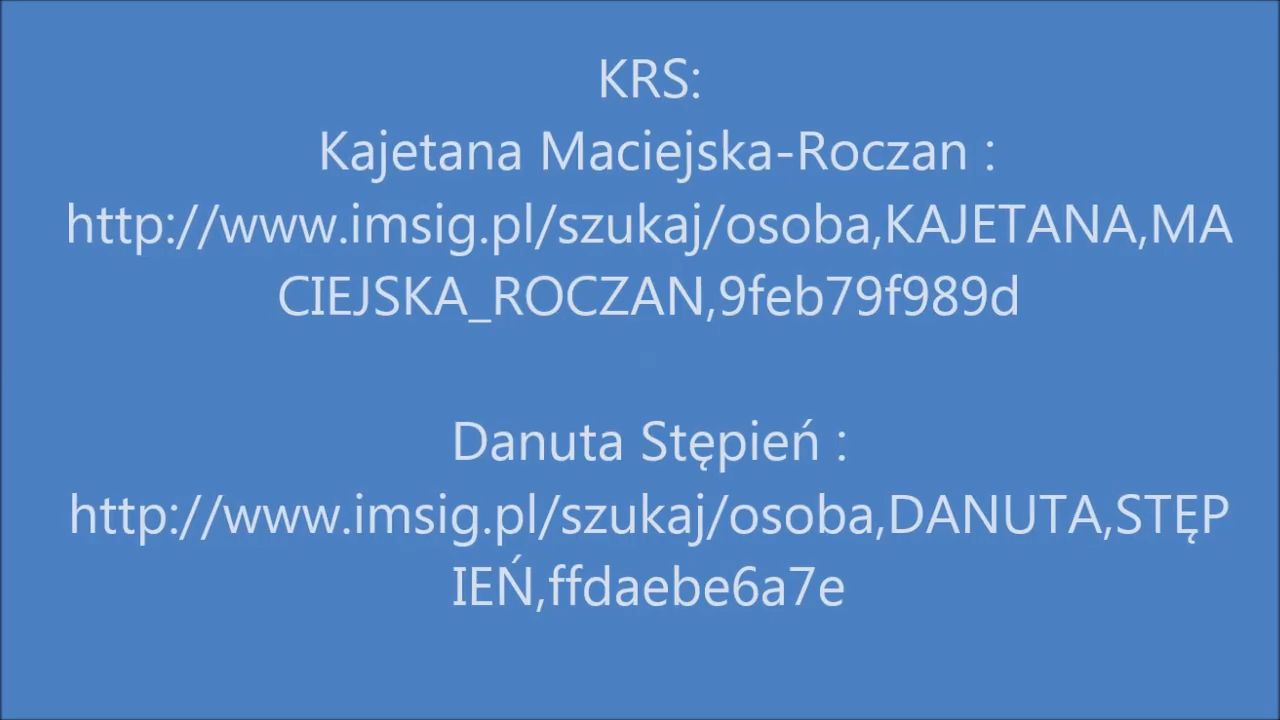 KRS:
Kajetana Maciejska-Roczan :
http://www.imsig.pl/szukaj/osoba,KAJETANA,MA
CIEJSKA_ROCZAN,9feb79f989d
Danuta Stępień :
http://www.imsig.pl/szukaj/osoba,DANUTA,STĘP
IEŃ,ffdaebe6a7e